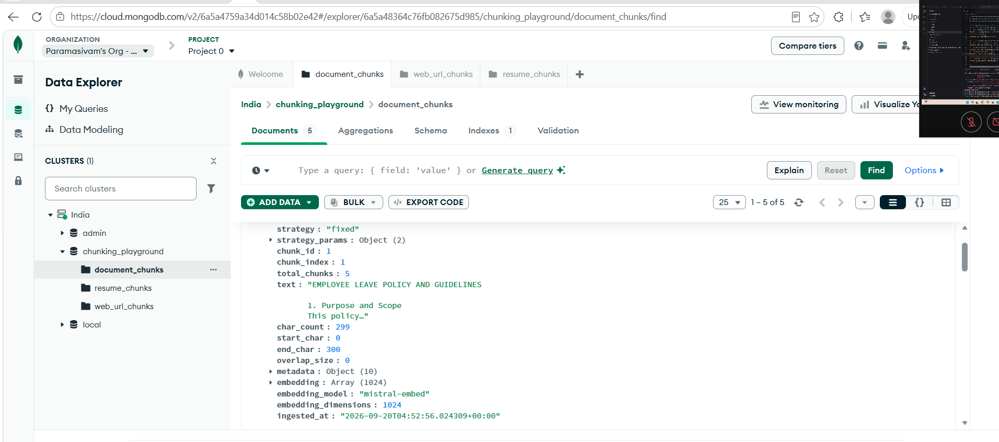 https://cloud.mongodb.com/v2/6a5a4759a34d014c58b02e42#/explorer/6a5a48364c76fb082675d985/chunking_playground/document_chunks/find
ORGANIZATION
Paramasivam's Org - ...
PROJECT
Project 0
Compare tiers
Data Explorer
My Queries
Data Modeling
CLUSTERS (1)
Search clusters
India
admin
chunking_playground
document_chunks
resume_chunks
web_url_chunks
local
Welcome
document_chunks
web_url_chunks
resume_chunks
India > chunking_playground > document_chunks
View monitoring
Visualize Yo
Documents 5
Aggregations
Schema
Indexes 1
Validation
Type a query: { field: 'value' } or Generate query
Explain
Reset
Find
Options
ADD DATA
BULK
EXPORT CODE
25
1 – 5 of 5
strategy : "fixed"
strategy_params : Object (2)
chunk_id : 1
chunk_index : 1
total_chunks : 5
text : "EMPLOYEE LEAVE POLICY AND GUIDELINES
1. Purpose and Scope
This policy…"
char_count : 299
start_char : 0
end_char : 300
overlap_size : 0
metadata : Object (10)
embedding : Array (1024)
embedding_model : "mistral-embed"
embedding_dimensions : 1024
ingested_at : "2026-09-20T04:52:56.024309+00:00"